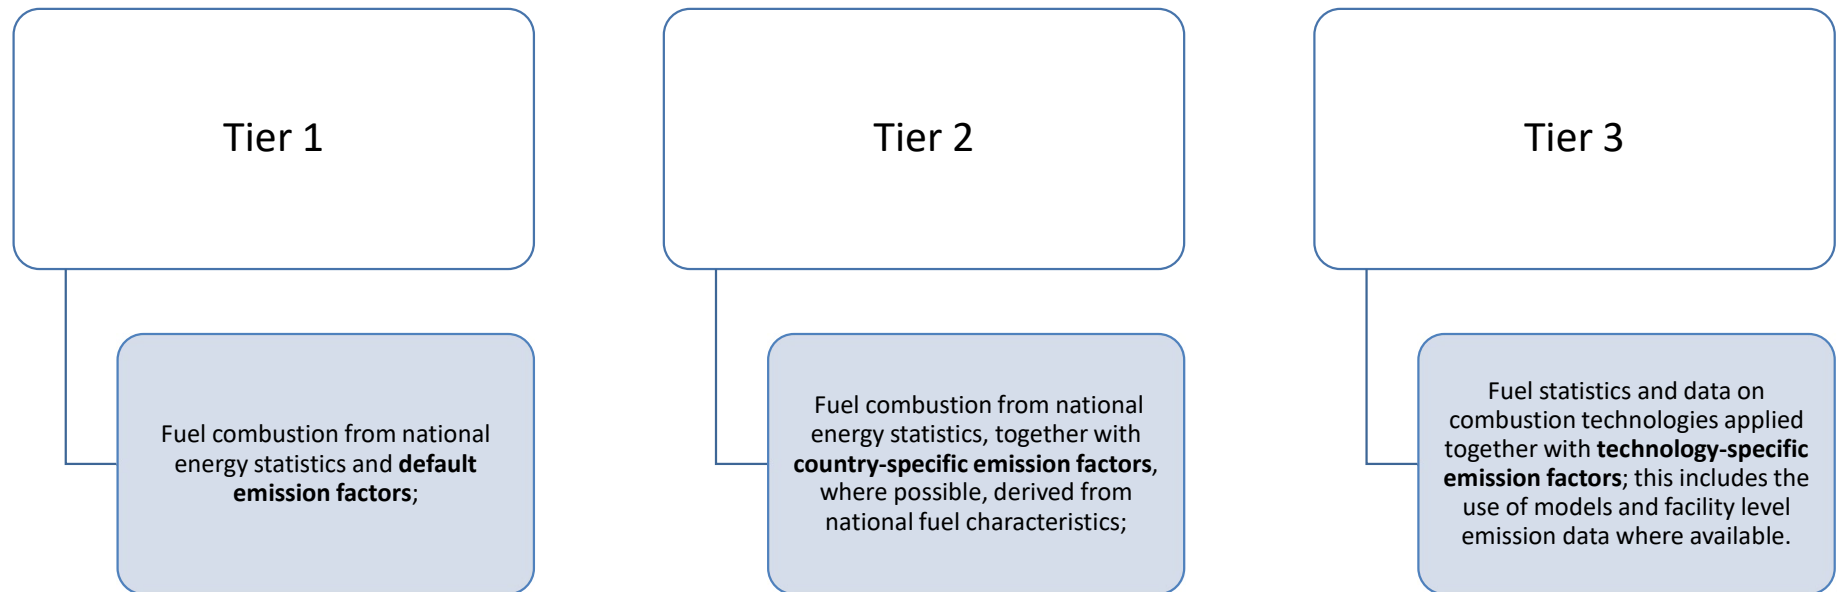 Tier 1
Fuel combustion from national
energy statistics and default
emission factors;
Tier 2
Fuel combustion from national
energy statistics, together with
country-specific emission factors,
where possible, derived from
national fuel characteristics;
Tier 3
Fuel statistics and data on
combustion technologies applied
together with technology-specific
emission factors; this includes the
use of models and facility level
emission data where available.